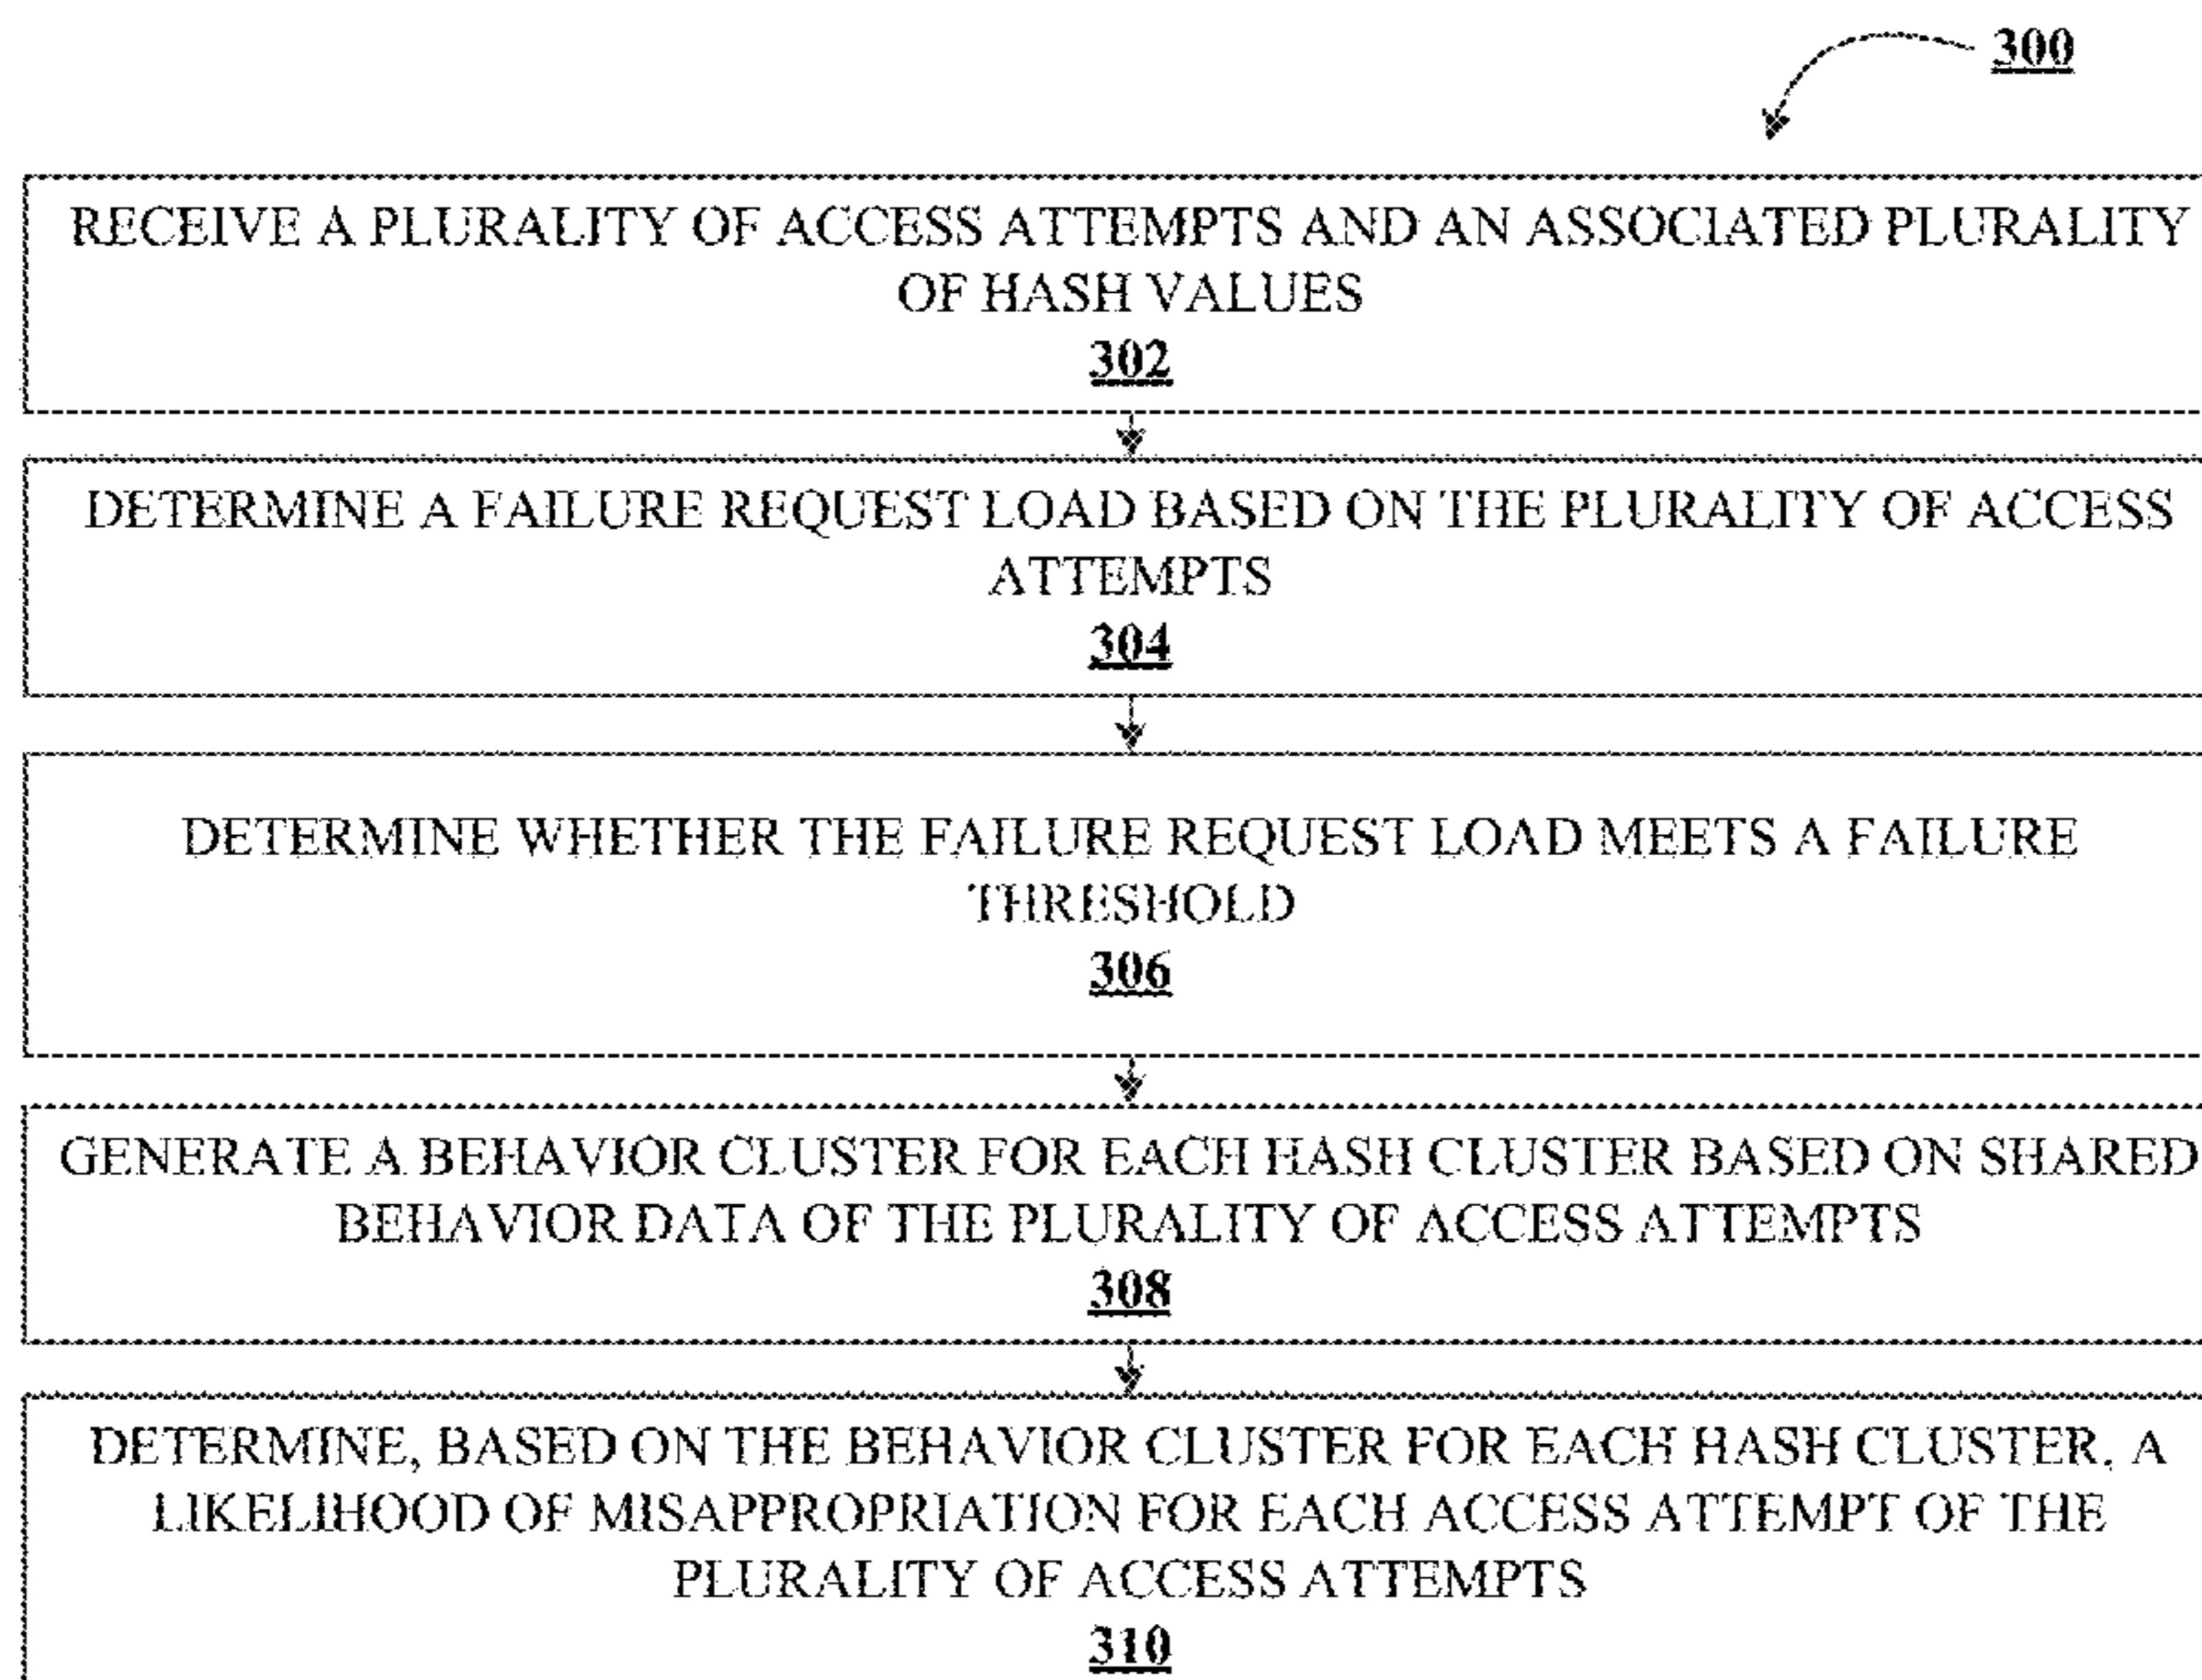 300
RECEIVE A PLURALITY OF ACCESS ATTEMPTS AND AN ASSOCIATED PLURALITY
OF HASH VALUES
302
DETERMINE A FAILURE REQUEST LOAD BASED ON THE PLURALITY OF ACCESS
ATTEMPTS
304
DETERMINE WHETHER THE FAILURE REQUEST LOAD MEETS A FAILURE
THRESHOLD
306
GENERATE A BEHAVIOR CLUSTER FOR EACH HASH CLUSTER BASED ON SHARED
BEHAVIOR DATA OF THE PLURALITY OF ACCESS ATTEMPTS
308
DETERMINE, BASED ON THE BEHAVIOR CLUSTER FOR EACH HASH CLUSTER, A
LIKELIHOOD OF MISAPPROPRIATION FOR EACH ACCESS ATTEMPT OF THE
PLURALITY OF ACCESS ATTEMPTS
310